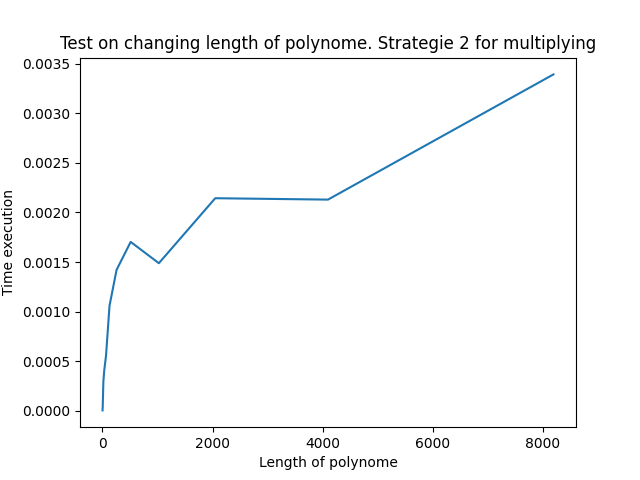 Test on changing length of polynome. Strategie 2 for multiplying
0.0035
0.0030
0.0025
0.0020
0.0015
0.0010
0.0005
0.0000
Time execution
0 2000 4000 6000 8000
Length of polynome